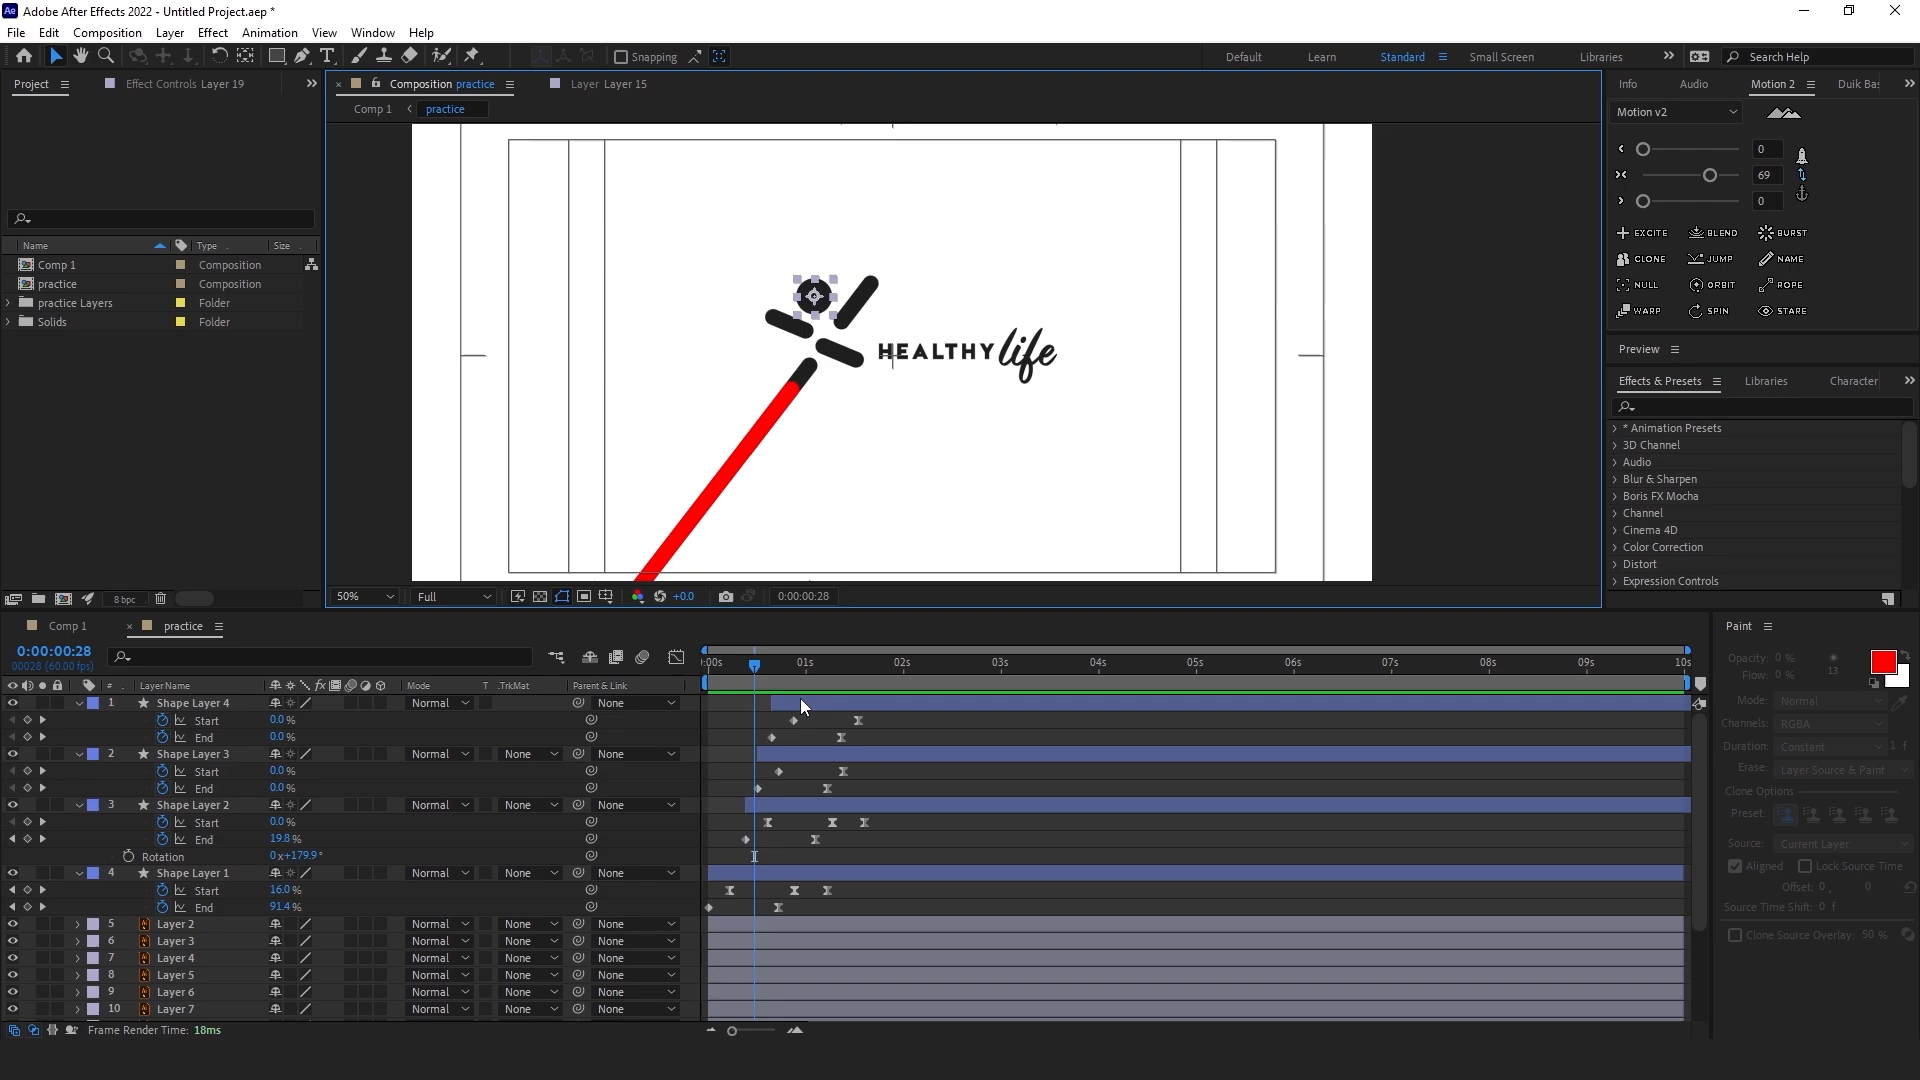 Adobe After Effects 2022 - Untitled Project.aep *
File Edit Composition Layer Effect Animation View Window Help
Snapping
Default Learn Standard Small Screen Libraries Search Help
Project Effect Controls Layer 19
Composition practice Layer Layer 15
Info Audio Motion 2 Duik Ba
Comp 1 practice
Motion v2
0
69
0
EXCITE BLEND BURST
CLONE JUMP NAME
NULL ORBIT ROPE
WARP SPIN STARE
Name Type Size
Comp 1 Composition
practice Composition
practice Layers Folder
Solids Folder
HEALTHY life
Preview
Effects & Presets Libraries Character
* Animation Presets
3D Channel
Audio
Blur & Sharpen
Boris FX Mocha
Channel
Cinema 4D
Color Correction
Distort
Expression Controls
8 bpc
50% Full +0.0 0:00:00:28
Comp 1 practice
0:00:00:28
00028 (60.00 fps)
:00s 01s 02s 03s 04s 05s 06s 07s 08s 09s 10s
# Layer Name Mode T .TrkMat Parent & Link
1 Shape Layer 4 Normal None
Start 0.0%
End 0.0%
2 Shape Layer 3 Normal None None
Start 0.0%
End 0.0%
3 Shape Layer 2 Normal None None
Start 0.0%
End 19.8%
Rotation 0x+179.9°
4 Shape Layer 1 Normal None None
Start 16.0%
End 91.4%
5 Layer 2 Normal None None
6 Layer 3 Normal None None
7 Layer 4 Normal None None
8 Layer 5 Normal None None
9 Layer 6 Normal None None
10 Layer 7 Normal None None
Frame Render Time: 18ms
Paint
Opacity: 0 %
Flow: 0 %
13
Mode: Normal
Channels: RGBA
Duration: Constant 1 f
Erase: Layer Source & Paint
Clone Options
Preset:
Source: Current Layer
Aligned Lock Source Time
Offset: 0 , 0
Source Time Shift: 0 f
Clone Source Overlay: 50 %